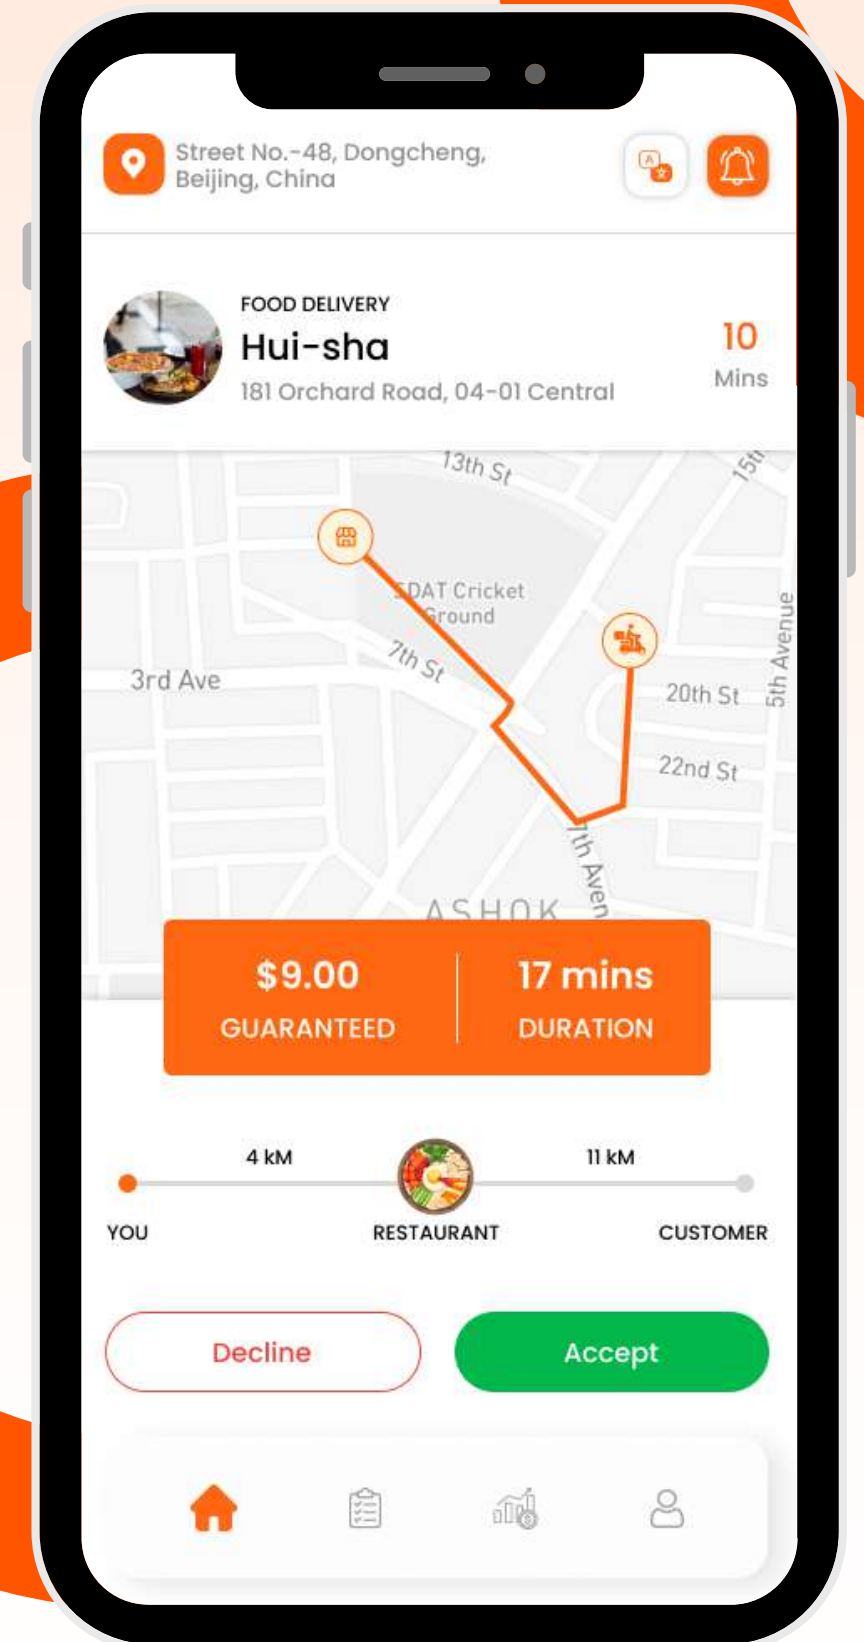 Street No.-48, Dongcheng,
Beijing, China
FOOD DELIVERY
Hui-sha
181 Orchard Road, 04-01 Central
10
Mins
13th St
15th
SDAT Cricket
Ground
7th St
3rd Ave
20th St
5th Avenue
22nd St
7th Aven
ASHOK
$9.00
GUARANTEED
17 mins
DURATION
4 kM
11 kM
YOU
RESTAURANT
CUSTOMER
Decline
Accept